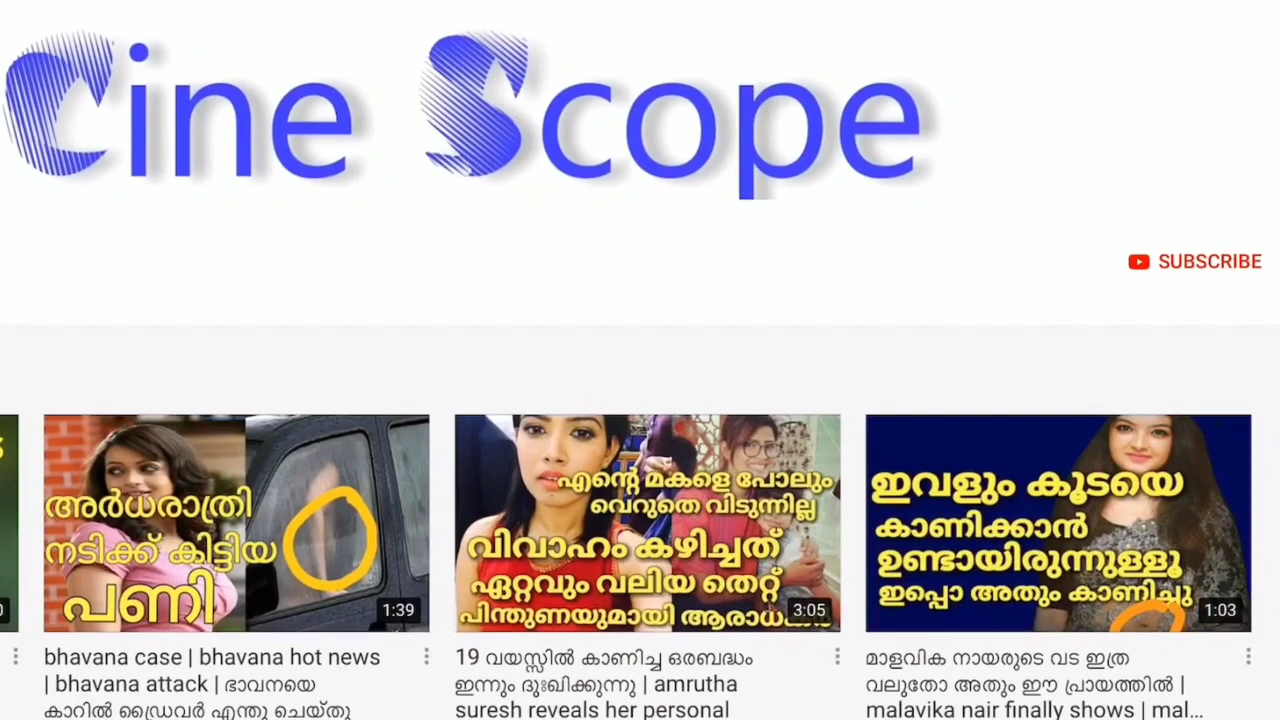 Cine Scope
SUBSCRIBE
അർധരാത്രി
നടിക്ക് കിട്ടിയ
പണി
1:39
എന്റെ മകളെ പോലും
വെറുതെ വിടുന്നില്ല
വിവാഹം കഴിച്ചത്
ഏറ്റവും വലിയ തെറ്റ്
പിന്തുണയുമായി
3:05
ഇവളും കൂടയെ
കാണിക്കാൻ
ഉണ്ടായിരുന്നുള്ളൂ
ഇപ്പൊ അതും കാണിച്ചു
1:03
bhavana case | bhavana hot news
| bhavana attack | ഭാവനയെ
കാറിൽ ഡ്രൈവർ എന്തു ചെയ്തു
19 വയസ്സിൽ കാണിച്ച ഒരബദ്ധം
ഇന്നും ദുഃഖിക്കുന്നു | amrutha
suresh reveals her personal
മാളവിക നായരുടെ വട ഇത്ര
വലുതോ അതും ഈ പ്രായത്തിൽ |
malavika nair finally shows | mal...